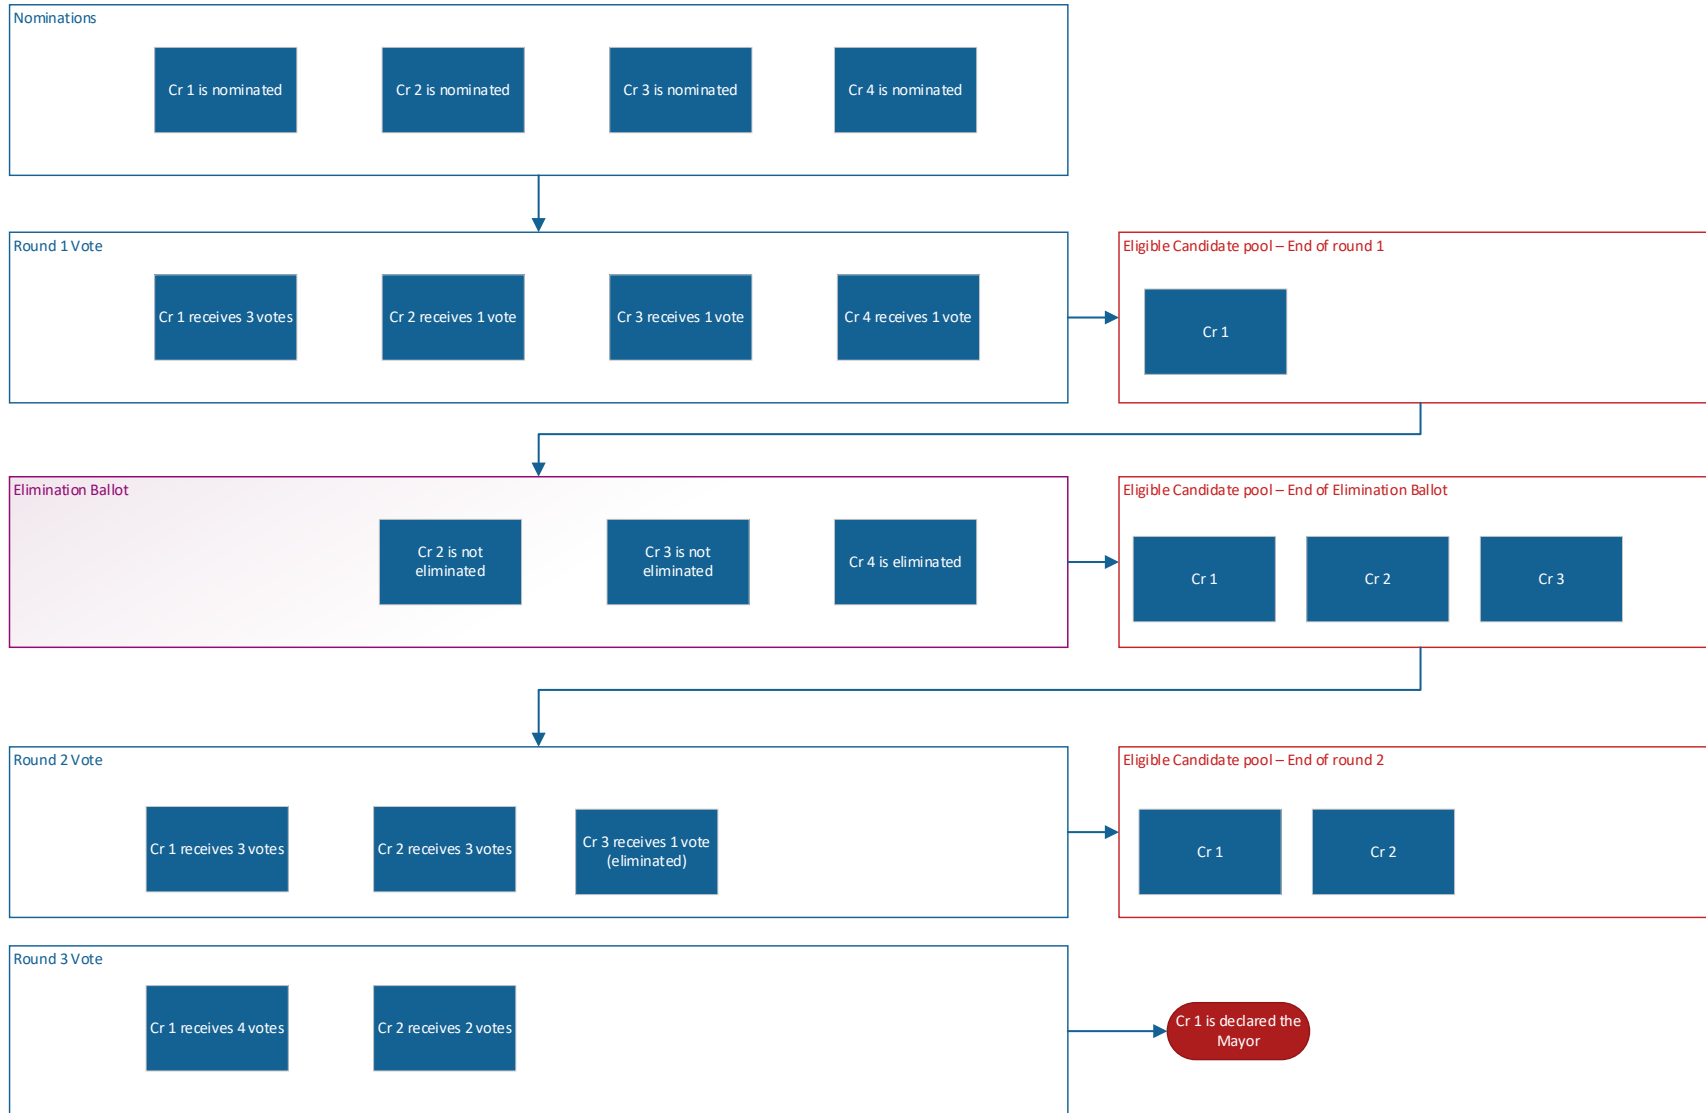 Nominations
Cr 1 is nominated
Cr 2 is nominated
Cr 3 is nominated
Cr 4 is nominated
Round 1 Vote
Cr 1 receives 3 votes
Cr 2 receives 1 vote
Cr 3 receives 1 vote
Cr 4 receives 1 vote
Eligible Candidate pool – End of round 1
Cr 1
Elimination Ballot
Cr 2 is not
eliminated
Cr 3 is not
eliminated
Cr 4 is eliminated
Eligible Candidate pool – End of Elimination Ballot
Cr 1
Cr 2
Cr 3
Round 2 Vote
Cr 1 receives 3 votes
Cr 2 receives 3 votes
Cr 3 receives 1 vote
(eliminated)
Eligible Candidate pool – End of round 2
Cr 1
Cr 2
Round 3 Vote
Cr 1 receives 4 votes
Cr 2 receives 2 votes
Cr 1 is declared the
Mayor